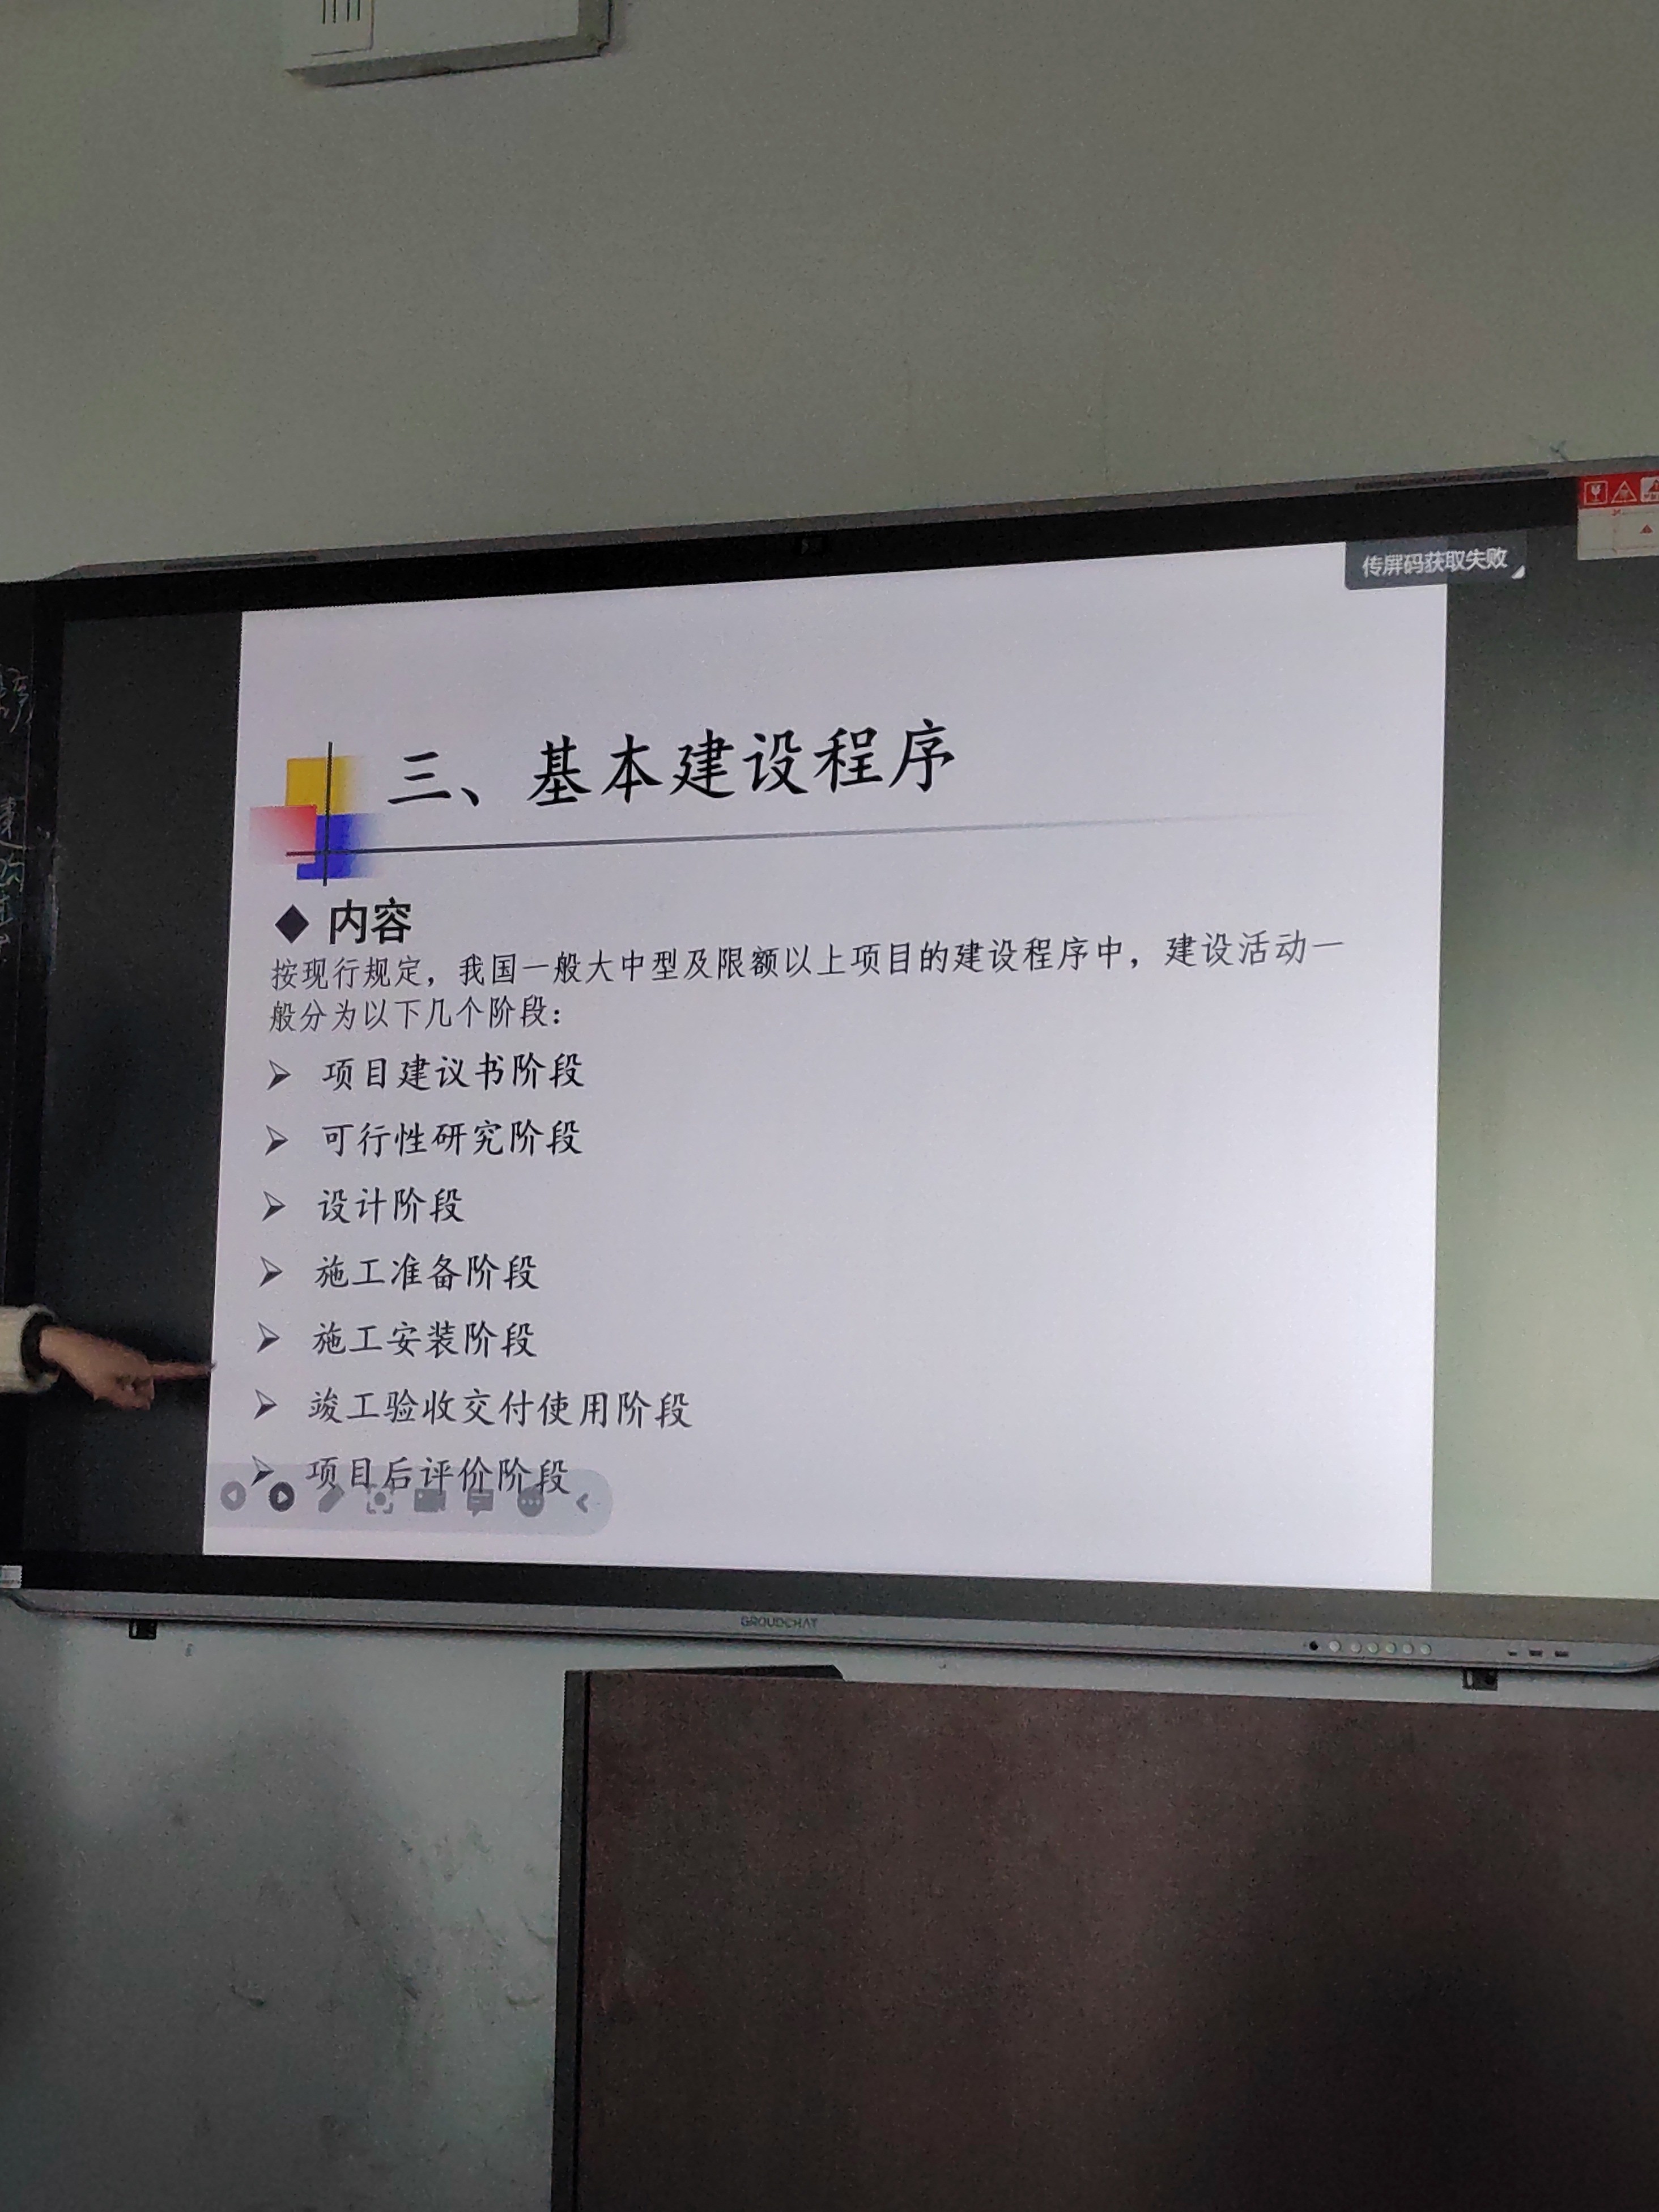 传屏码获取失败
三、基本建设程序
◆ 内容
按现行规定，我国一般大中型及限额以上项目的建设程序中，建设活动一
般分为以下几个阶段：
➢ 项目建议书阶段
➢ 可行性研究阶段
➢ 设计阶段
➢ 施工准备阶段
➢ 施工安装阶段
➢ 竣工验收交付使用阶段
➢ 项目后评价阶段
GROUDCHAT